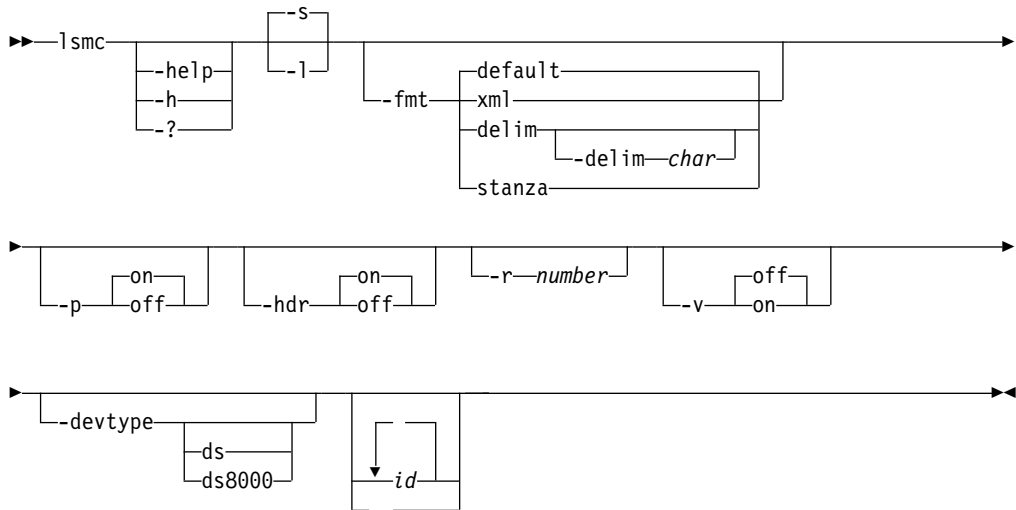 -s
lsmc
-help
-l
-h
-?
default
-fmt xml
delim
-delim char
stanza
on on -r number off
-p off -hdr off -v on
-devtype
ds
ds8000
id